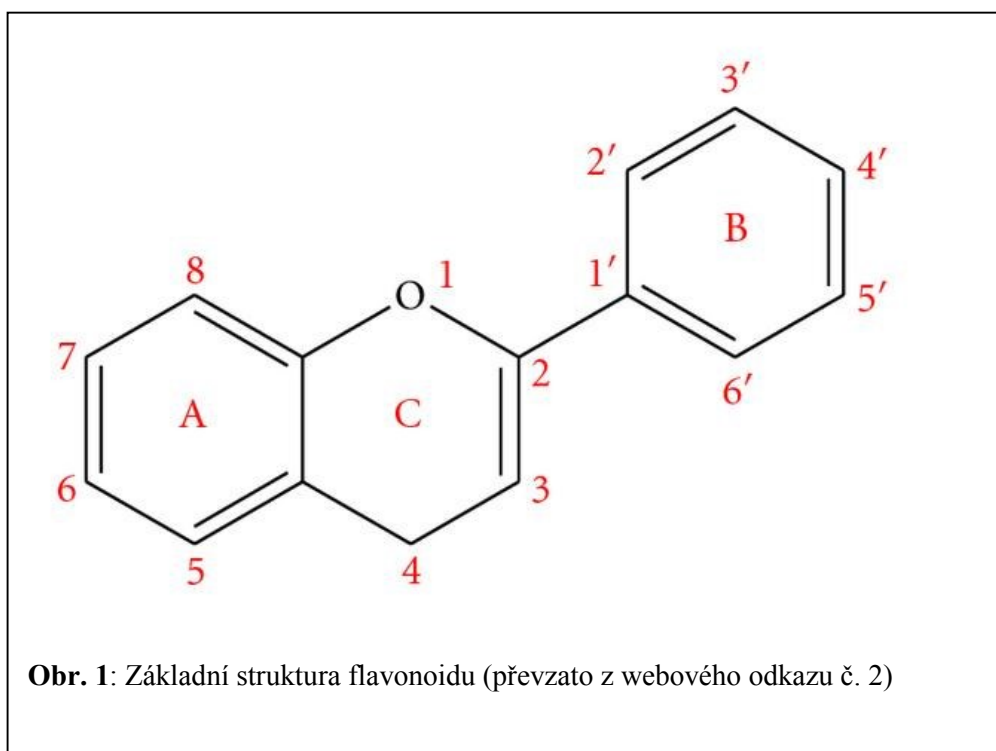 3′
2′
4′
B
1′
8
O
1
5′
7
2
6′
A
C
6
3
5
4
Obr. 1: Základní struktura flavonoidu (převzato z webového odkazu č. 2)